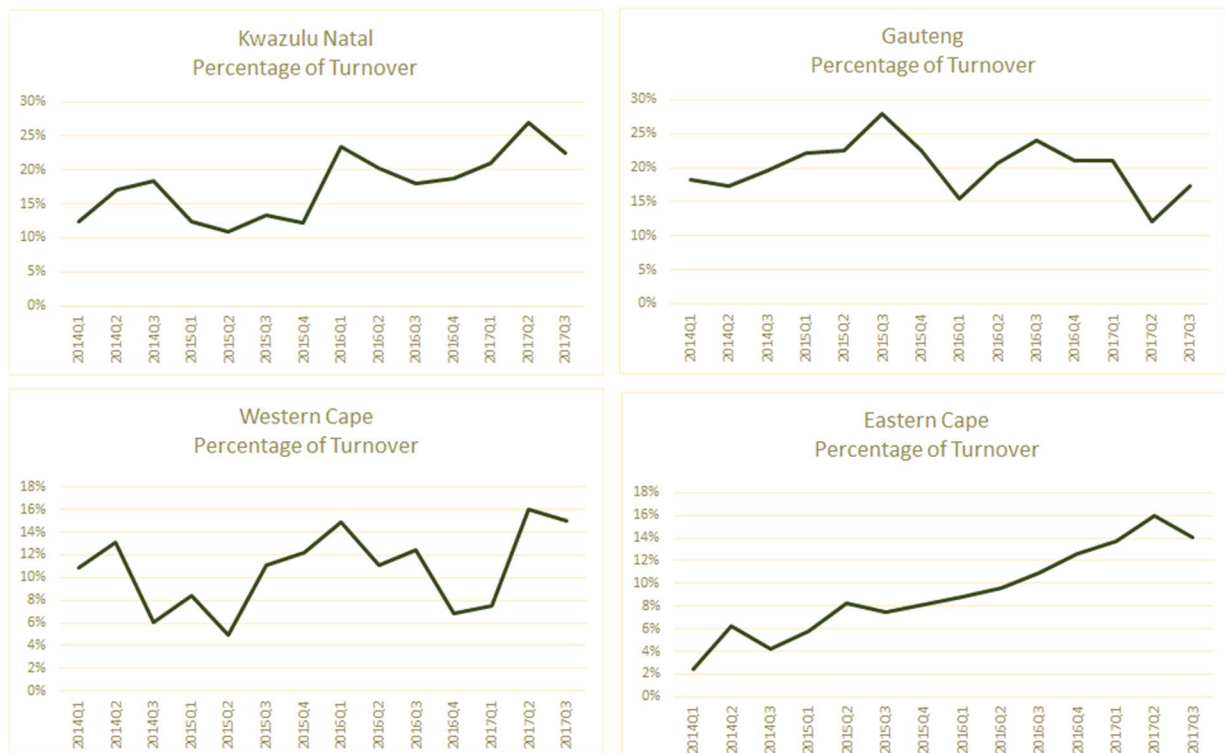 Kwazulu Natal
Percentage of Turnover
30%
25%
20%
15%
10%
5%
0%
2014Q1
2014Q2
2014Q3
2015Q1
2015Q2
2015Q3
2015Q4
2016Q1
2016Q2
2016Q3
2016Q4
2017Q1
2017Q2
2017Q3
Gauteng
Percentage of Turnover
30%
25%
20%
15%
10%
5%
0%
2014Q1
2014Q2
2014Q3
2015Q1
2015Q2
2015Q3
2015Q4
2016Q1
2016Q2
2016Q3
2016Q4
2017Q1
2017Q2
2017Q3
Western Cape
Percentage of Turnover
18%
16%
14%
12%
10%
8%
6%
4%
2%
0%
2014Q1
2014Q2
2014Q3
2015Q1
2015Q2
2015Q3
2015Q4
2016Q1
2016Q2
2016Q3
2016Q4
2017Q1
2017Q2
2017Q3
Eastern Cape
Percentage of Turnover
18%
16%
14%
12%
10%
8%
6%
4%
2%
0%
2014Q1
2014Q2
2014Q3
2015Q1
2015Q2
2015Q3
2015Q4
2016Q1
2016Q2
2016Q3
2016Q4
2017Q1
2017Q2
2017Q3